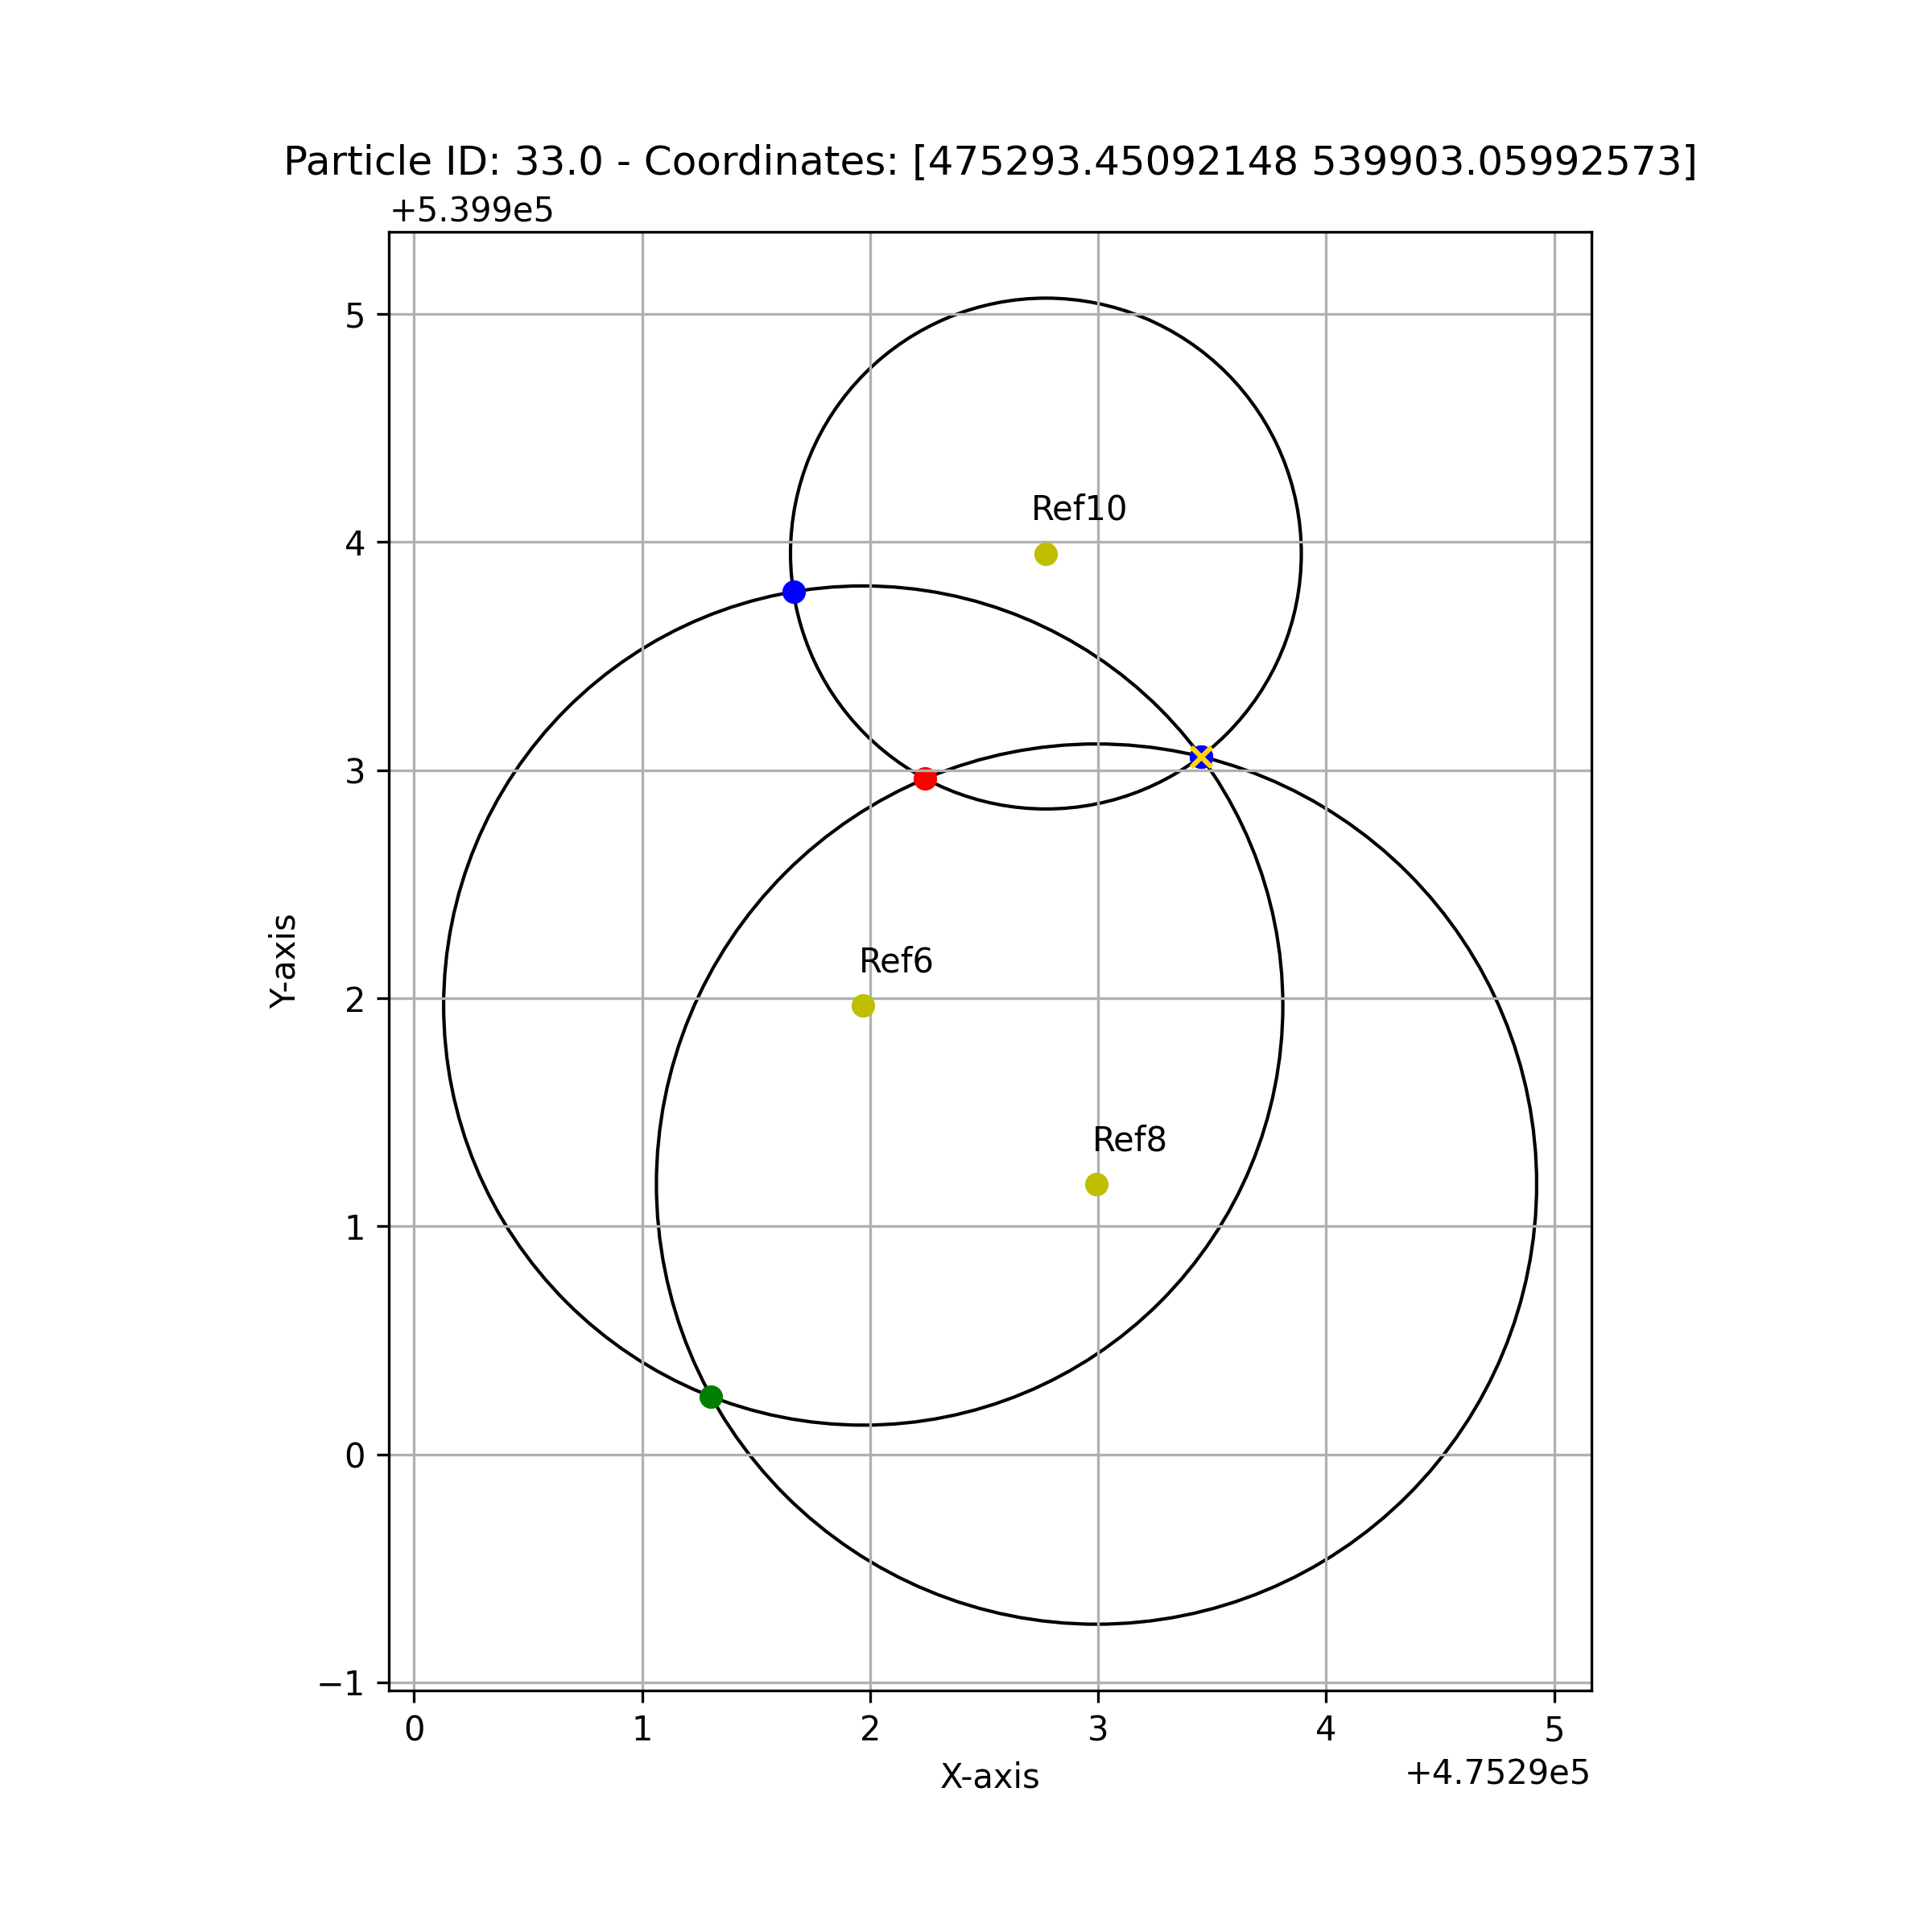 Particle ID: 33.0 - Coordinates: [475293.45092148 539903.05992573]
+5.399e5
5
Ref10
4
3
Y-axis
Ref6
2
Ref8
1
0
−1
0 1 2 3 4 5
X-axis
+4.7529e5